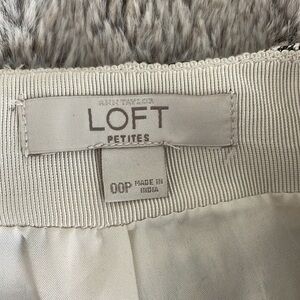 ANN TAYLOR
LOFT
PETITES
00P MADE IN
INDIA